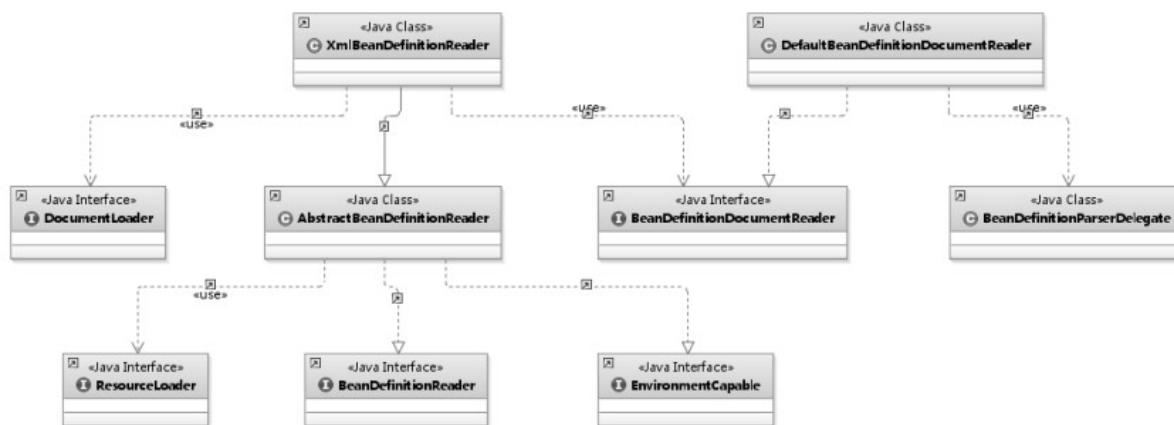 «Java Class»
XmlBeanDefinitionReader
«Java Class»
DefaultBeanDefinitionDocumentReader
«use»
«use»
«use»
«Java Interface»
DocumentLoader
«Java Class»
AbstractBeanDefinitionReader
«Java Interface»
BeanDefinitionDocumentReader
«Java Class»
BeanDefinitionParserDelegate
«use»
«Java Interface»
ResourceLoader
«Java Interface»
BeanDefinitionReader
«Java Interface»
EnvironmentCapable